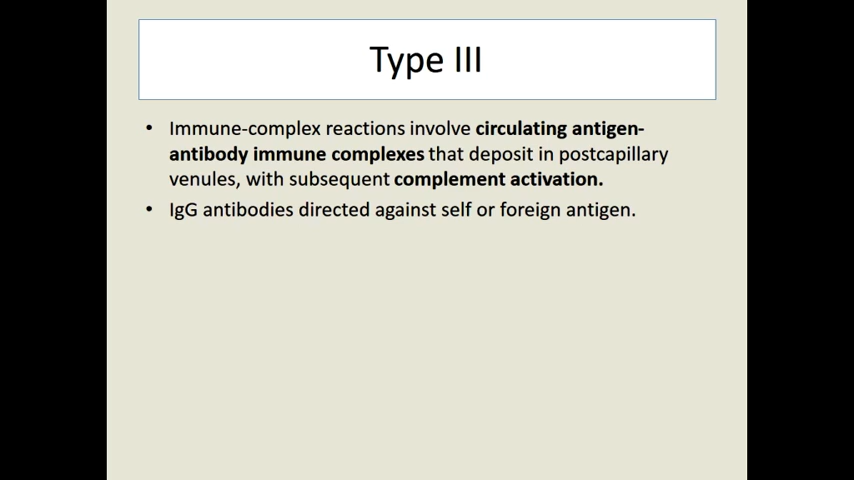 Type III
• Immune-complex reactions involve circulating antigen-
antibody immune complexes that deposit in postcapillary
venules, with subsequent complement activation.
• IgG antibodies directed against self or foreign antigen.